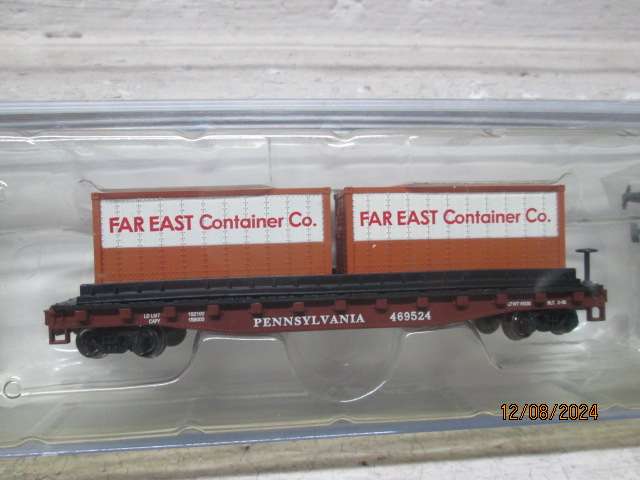 FAR EAST Container Co.
FAR EAST Container Co.
PENNSYLVANIA 469524
12/08/2024